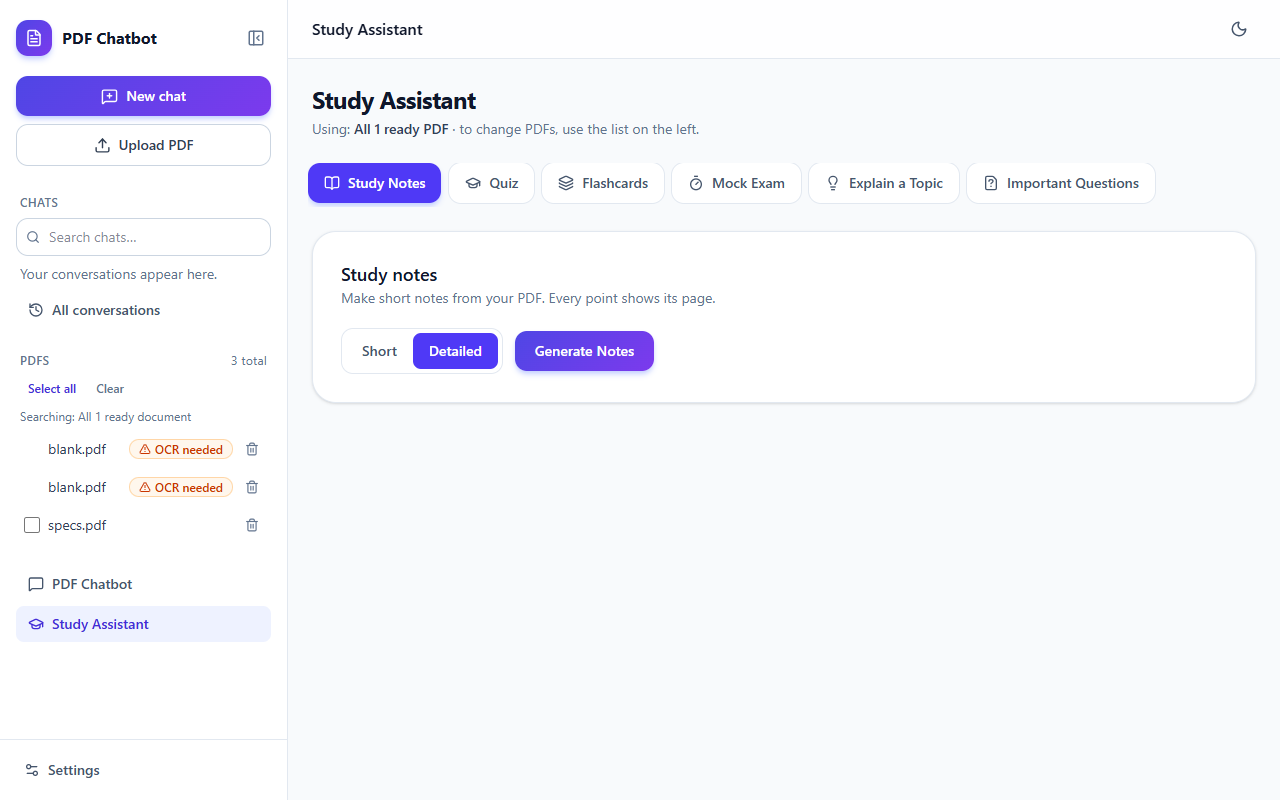 PDF Chatbot
New chat
Upload PDF
CHATS
Search chats...
Your conversations appear here.
All conversations
PDFS 3 total
Select all Clear
Searching: All 1 ready document
blank.pdf OCR needed
blank.pdf OCR needed
specs.pdf
PDF Chatbot
Study Assistant
Settings
Study Assistant
Study Assistant
Using: All 1 ready PDF · to change PDFs, use the list on the left.
Study Notes Quiz Flashcards Mock Exam Explain a Topic Important Questions
Study notes
Make short notes from your PDF. Every point shows its page.
Short Detailed Generate Notes